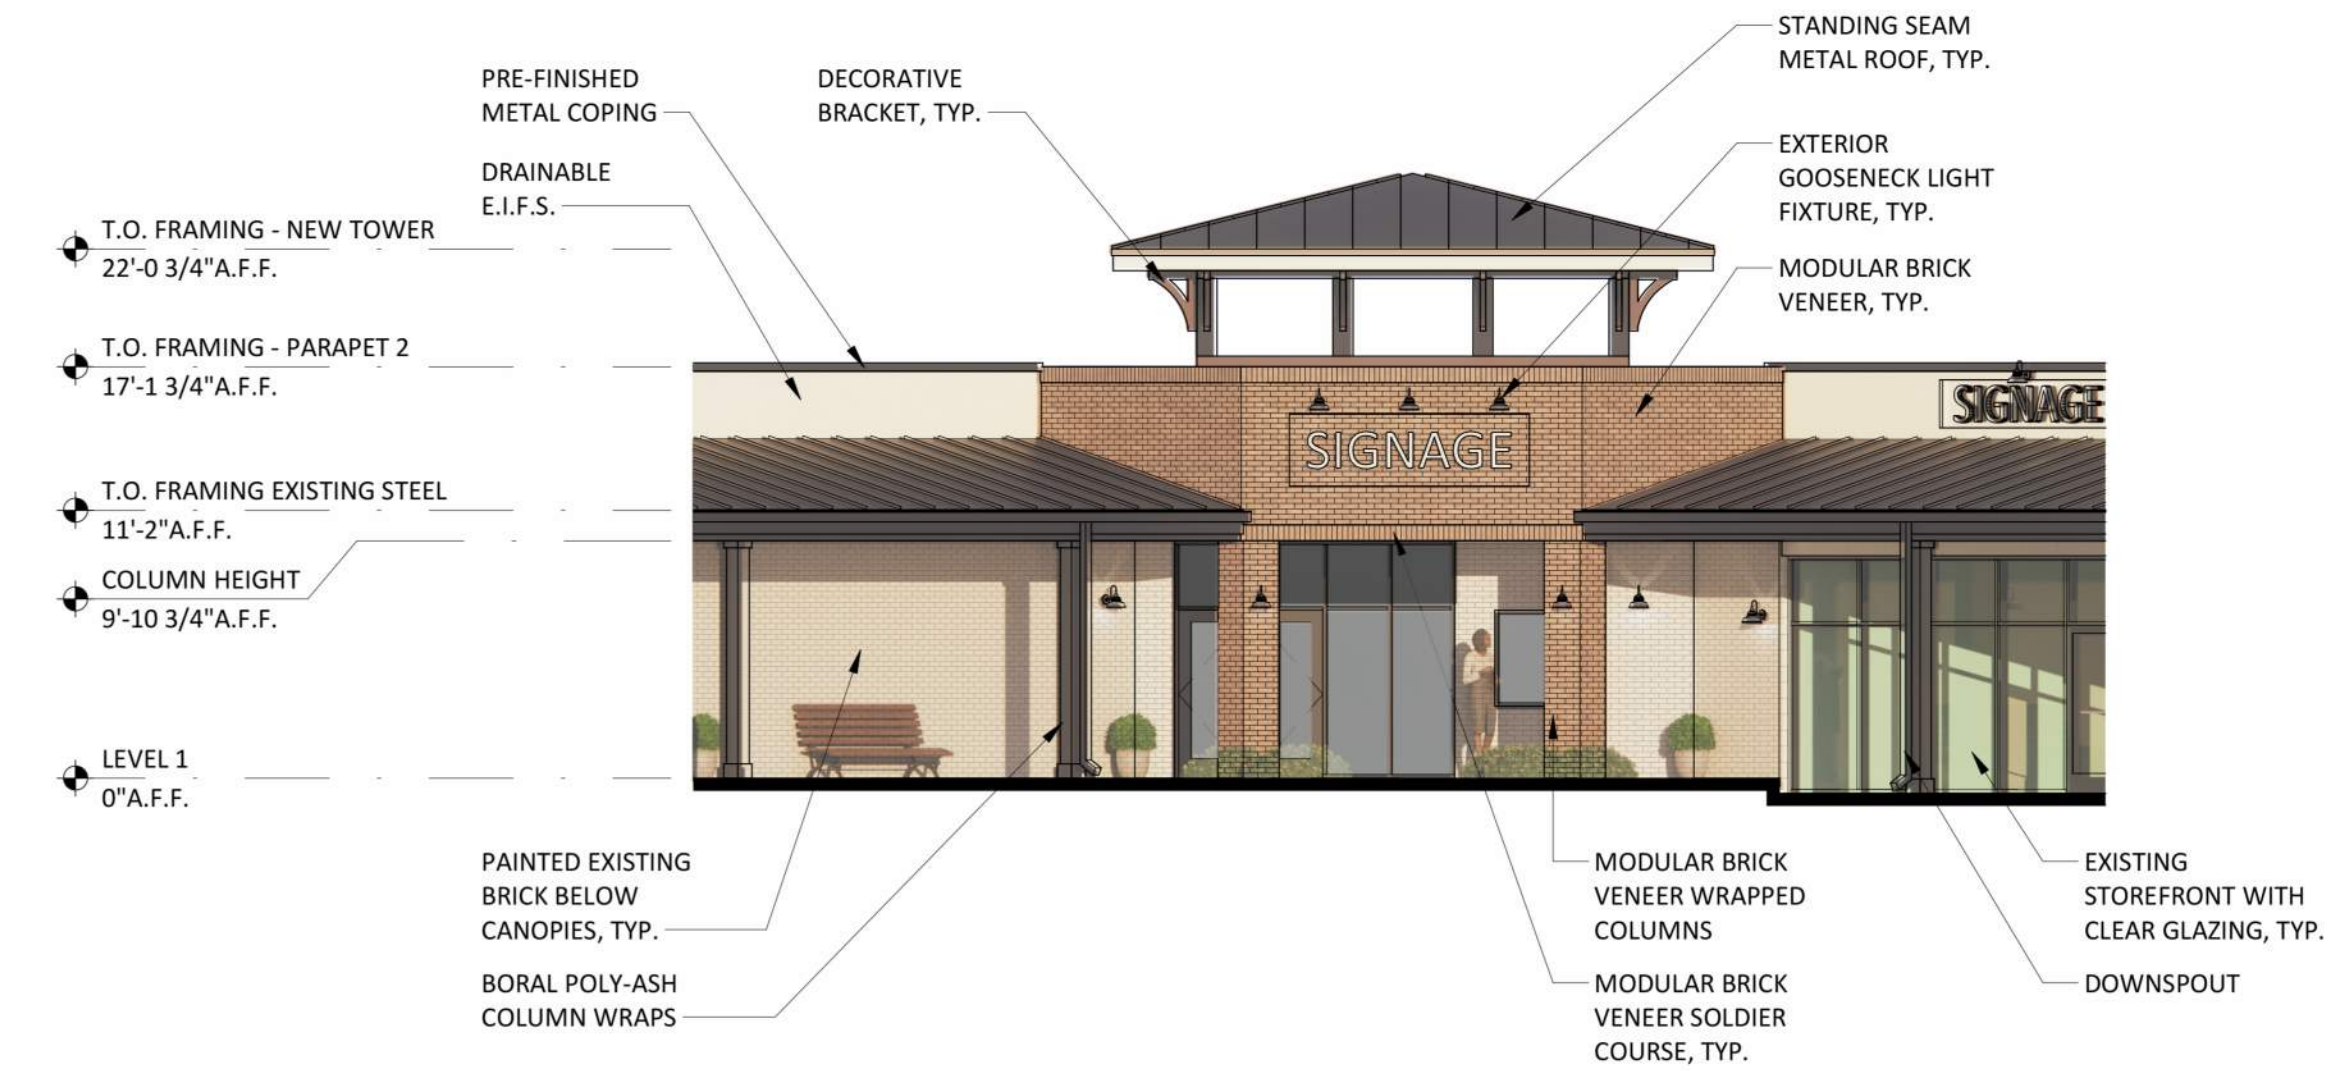 STANDING SEAM
METAL ROOF, TYP.
PRE-FINISHED
METAL COPING
DECORATIVE
BRACKET, TYP.
EXTERIOR
GOOSENECK LIGHT
FIXTURE, TYP.
DRAINABLE
E.I.F.S.
T.O. FRAMING - NEW TOWER
22'-0 3/4"A.F.F.
MODULAR BRICK
VENEER, TYP.
T.O. FRAMING - PARAPET 2
17'-1 3/4"A.F.F.
SIGNAGE
SIGNAGE
T.O. FRAMING EXISTING STEEL
11'-2"A.F.F.
COLUMN HEIGHT
9'-10 3/4"A.F.F.
LEVEL 1
0"A.F.F.
PAINTED EXISTING
BRICK BELOW
CANOPIES, TYP.
MODULAR BRICK
VENEER WRAPPED
COLUMNS
EXISTING
STOREFRONT WITH
CLEAR GLAZING, TYP.
BORAL POLY-ASH
COLUMN WRAPS
MODULAR BRICK
VENEER SOLDIER
COURSE, TYP.
DOWNSPOUT